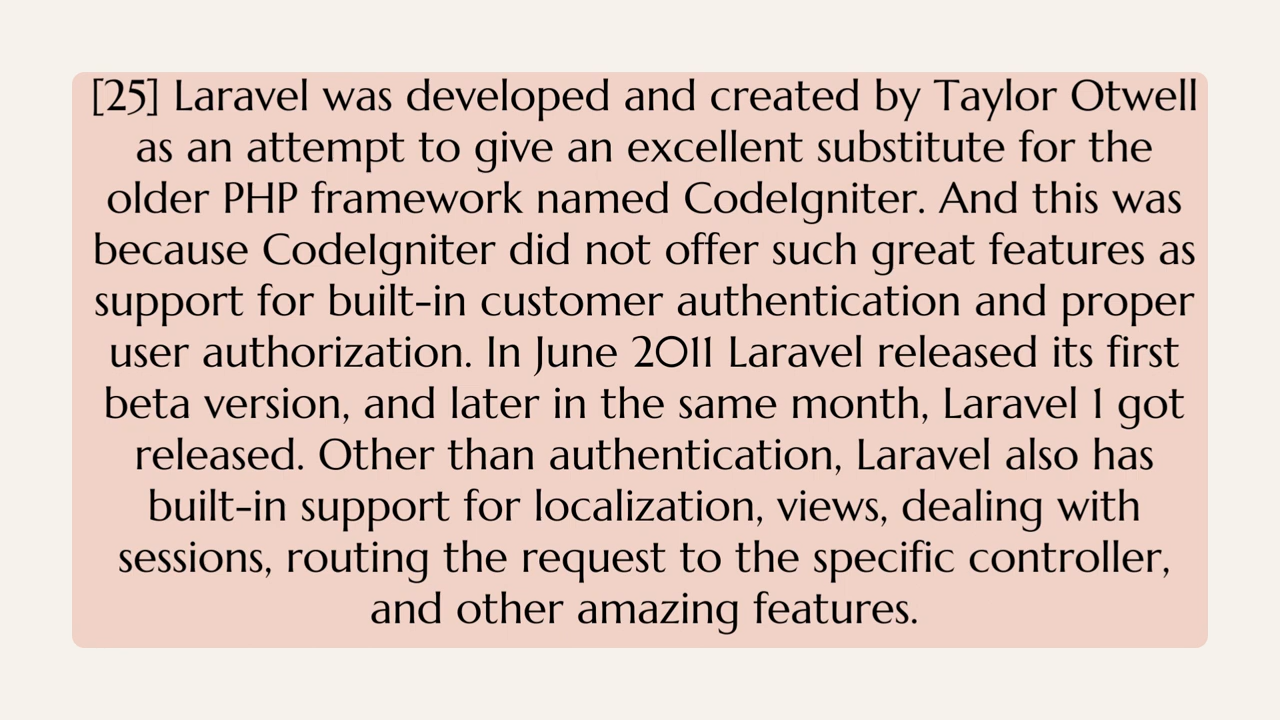 [25] Laravel was developed and created by Taylor Otwell
as an attempt to give an excellent substitute for the
older PHP framework named CodeIgniter. And this was
because CodeIgniter did not offer such great features as
support for built-in customer authentication and proper
user authorization. In June 2011 Laravel released its first
beta version, and later in the same month, Laravel 1 got
released. Other than authentication, Laravel also has
built-in support for localization, views, dealing with
sessions, routing the request to the specific controller,
and other amazing features.